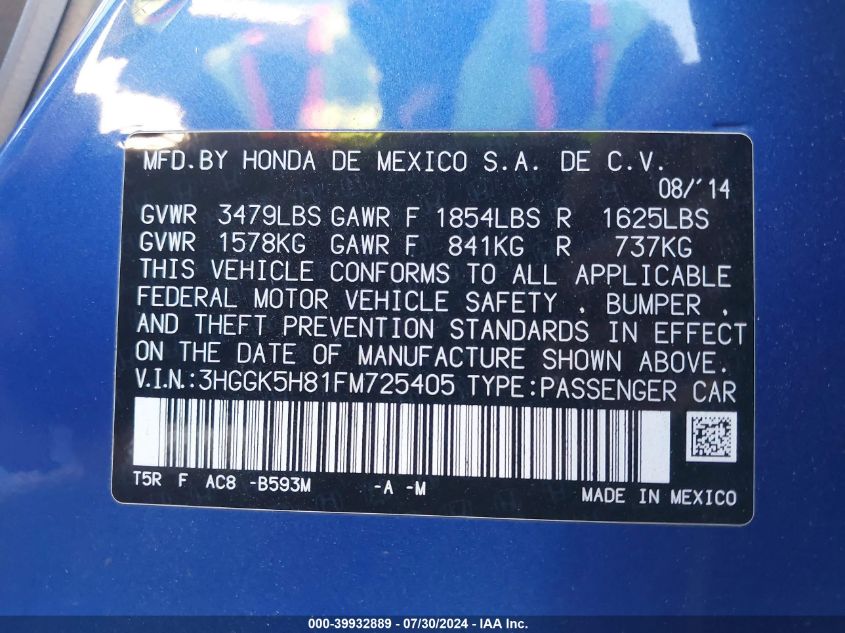 MFD.BY HONDA DE MEXICO S.A. DE C.V.
08/'14
GVWR 3479LBS GAWR F 1854LBS R 1625LBS
GVWR 1578KG GAWR F 841KG R 737KG
THIS VEHICLE CONFORMS TO ALL APPLICABLE
FEDERAL MOTOR VEHICLE SAFETY , BUMPER ,
AND THEFT PREVENTION STANDARDS IN EFFECT
ON THE DATE OF MANUFACTURE SHOWN ABOVE.
V.I.N.:3HGGK5H81FM725405 TYPE:PASSENGER CAR
T5R F AC8 -B593M -A -M
MADE IN MEXICO
000-39932889 - 07/30/2024 - IAA Inc.